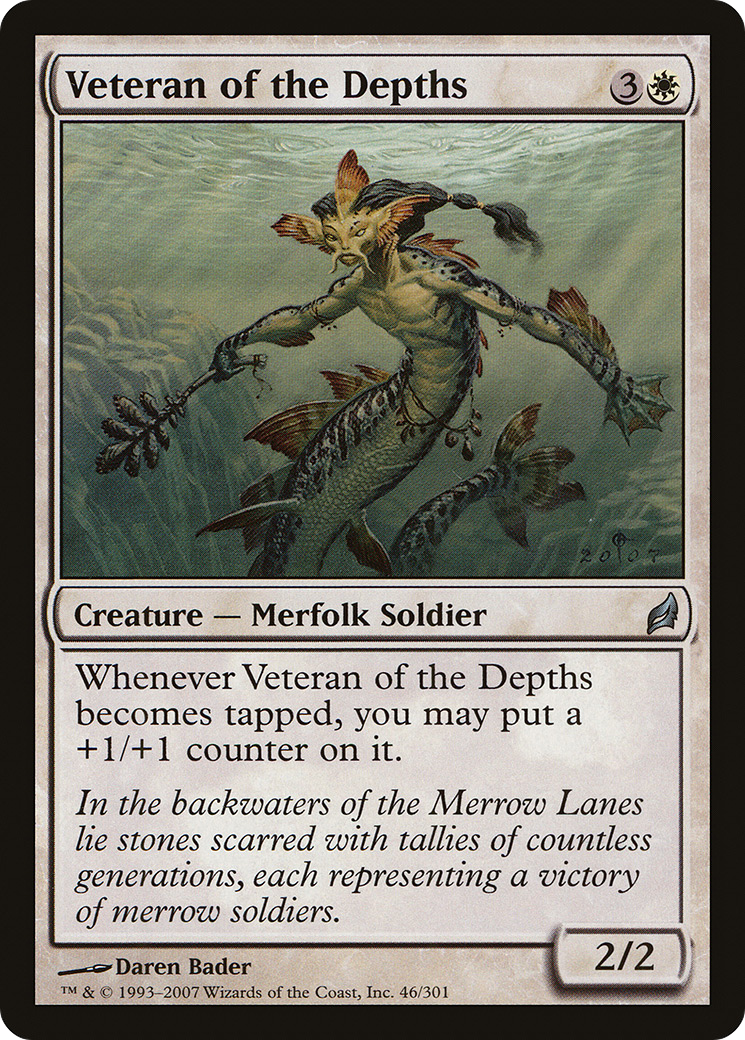 Veteran of the Depths
3
2007
Creature — Merfolk Soldier
Whenever Veteran of the Depths
becomes tapped, you may put a
+1/+1 counter on it.
In the backwaters of the Merrow Lanes
lie stones scarred with tallies of countless
generations, each representing a victory
of merrow soldiers.
2/2
Daren Bader
™ & © 1993–2007 Wizards of the Coast, Inc. 46/301